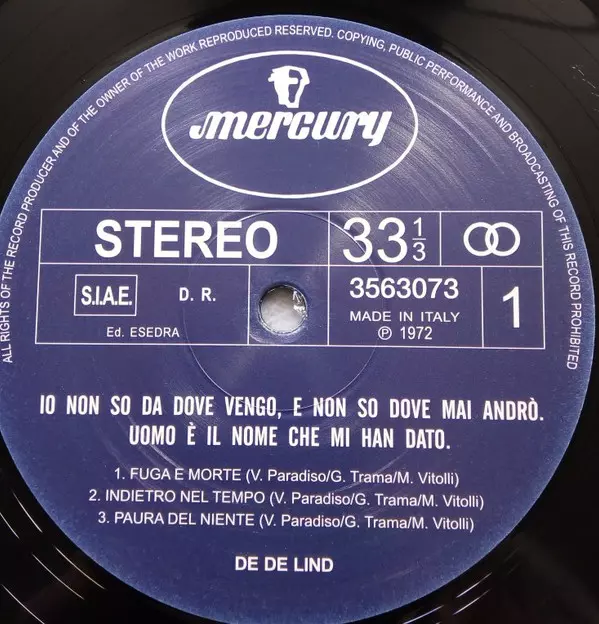 ALL RIGHTS OF THE RECORD PRODUCER AND OF THE OWNER OF THE WORK REPRODUCED RESERVED. COPYING, PUBLIC PERFORMANCE AND BROADCASTING OF THIS RECORD PROHIBITED
mercury
STEREO
33 1/3
S.I.A.E.
D. R.
Ed. ESEDRA
3563073
MADE IN ITALY
℗ 1972
1
IO NON SO DA DOVE VENGO, E NON SO DOVE MAI ANDRÒ.
UOMO È IL NOME CHE MI HAN DATO.
1. FUGA E MORTE (V. Paradiso/G. Trama/M. Vitolli)
2. INDIETRO NEL TEMPO (V. Paradiso/G. Trama/M. Vitolli)
3. PAURA DEL NIENTE (V. Paradiso/G. Trama/M. Vitolli)
DE DE LIND